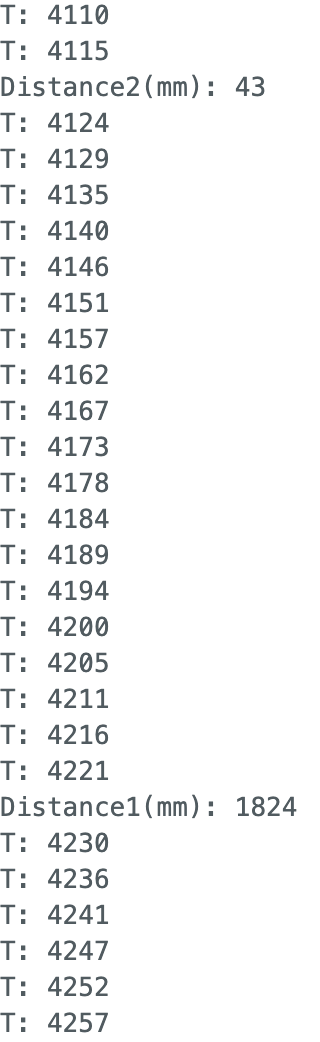 T: 4110
T: 4115
Distance2(mm): 43
T: 4124
T: 4129
T: 4135
T: 4140
T: 4146
T: 4151
T: 4157
T: 4162
T: 4167
T: 4173
T: 4178
T: 4184
T: 4189
T: 4194
T: 4200
T: 4205
T: 4211
T: 4216
T: 4221
Distance1(mm): 1824
T: 4230
T: 4236
T: 4241
T: 4247
T: 4252
T: 4257